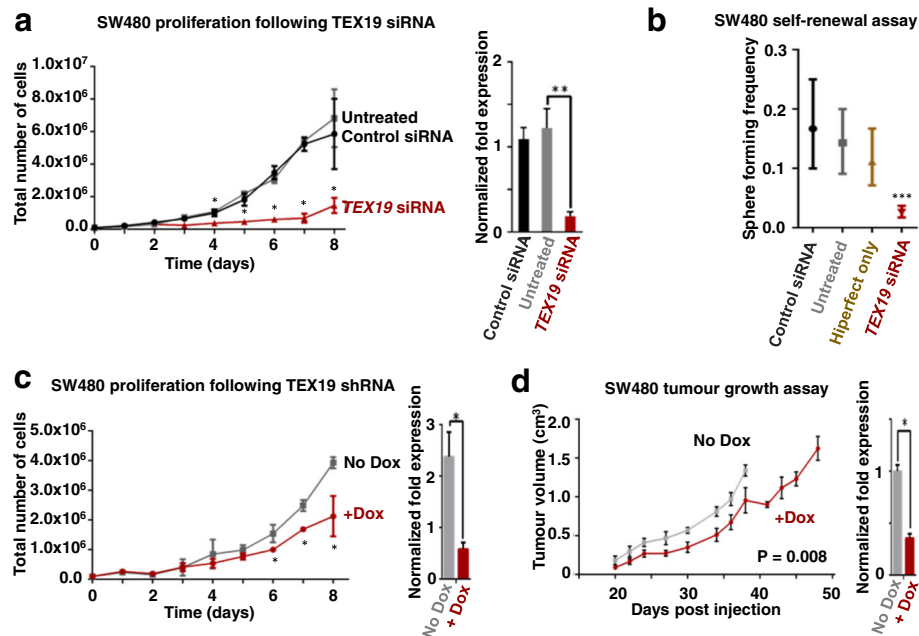 a
SW480 proliferation following TEX19 siRNA
Total number of cells
1.0x10⁷
8.0x10⁶
6.0x10⁶
4.0x10⁶
2.0x10⁶
0.0
0 2 4 6 8
Time (days)
Untreated
Control siRNA
TEX19 siRNA
* * * * *
Normalized fold expression
2
1
0
**
Control siRNA
Untreated
TEX19 siRNA
b
SW480 self-renewal assay
Sphere forming frequency
0.3
0.2
0.1
0.0
***
Control siRNA
Untreated
Hiperfect only
TEX19 siRNA
c
SW480 proliferation following TEX19 shRNA
Total number of cells
5.0x10⁶
4.0x10⁶
3.0x10⁶
2.0x10⁶
1.0x10⁶
0.0
0 2 4 6 8
Time (days)
No Dox
+Dox
* * *
Normalized fold expression
3
2
1
0
*
No Dox
+ Dox
d
SW480 tumour growth assay
Tumour volume (cm³)
2.0
1.5
1.0
0.5
0.0
20 30 40 50
Days post injection
No Dox
+Dox
P = 0.008
Normalized fold expression
1
0
*
No Dox
+ Dox